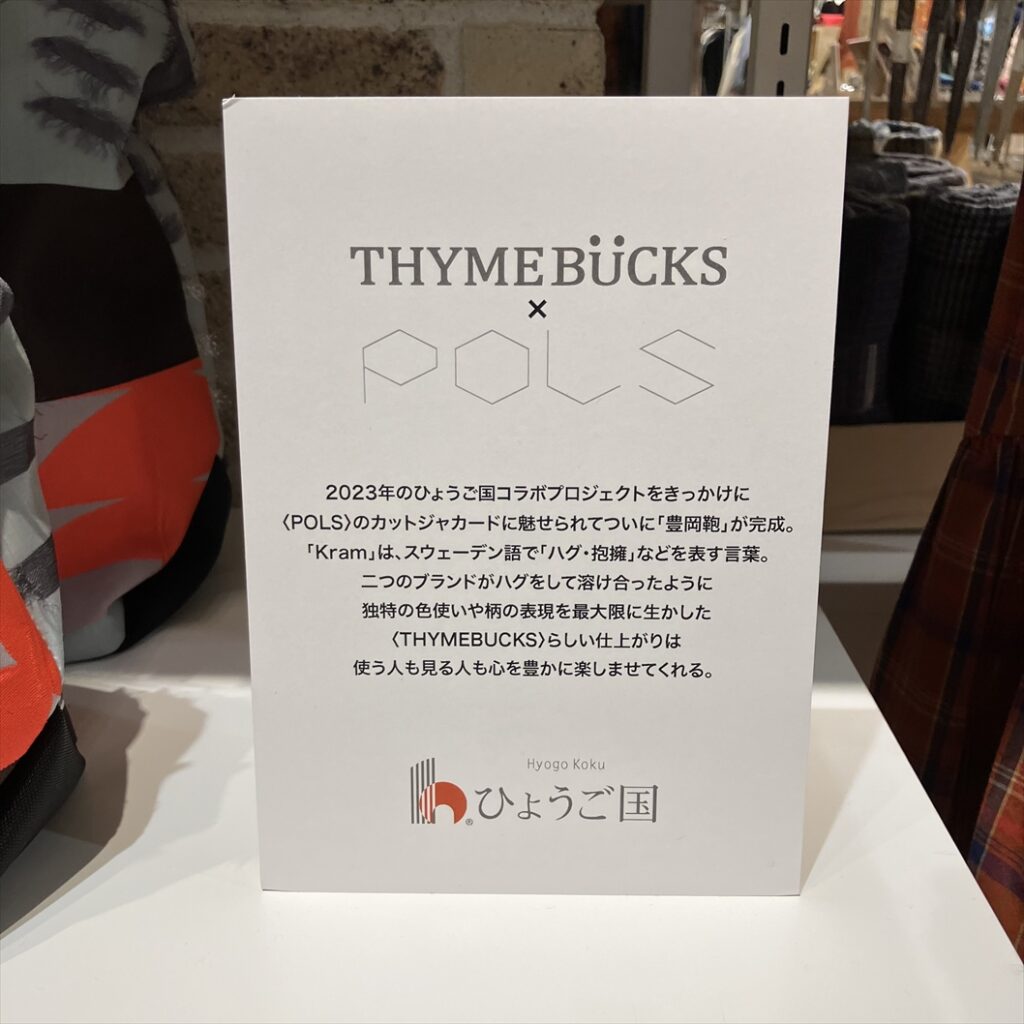 THYMEBÜCKS
×
POLS
2023年のひょうご国コラボプロジェクトをきっかけに
〈POLS〉のカットジャカードに魅せられてついに「豊岡鞄」が完成。
「Kram」は、スウェーデン語で「ハグ・抱擁」などを表す言葉。
二つのブランドがハグをして溶け合ったように
独特の色使いや柄の表現を最大限に生かした
〈THYMEBUCKS〉らしい仕上がりは
使う人も見る人も心を豊かに楽しませてくれる。
Hyogo Koku
®ひょうご国